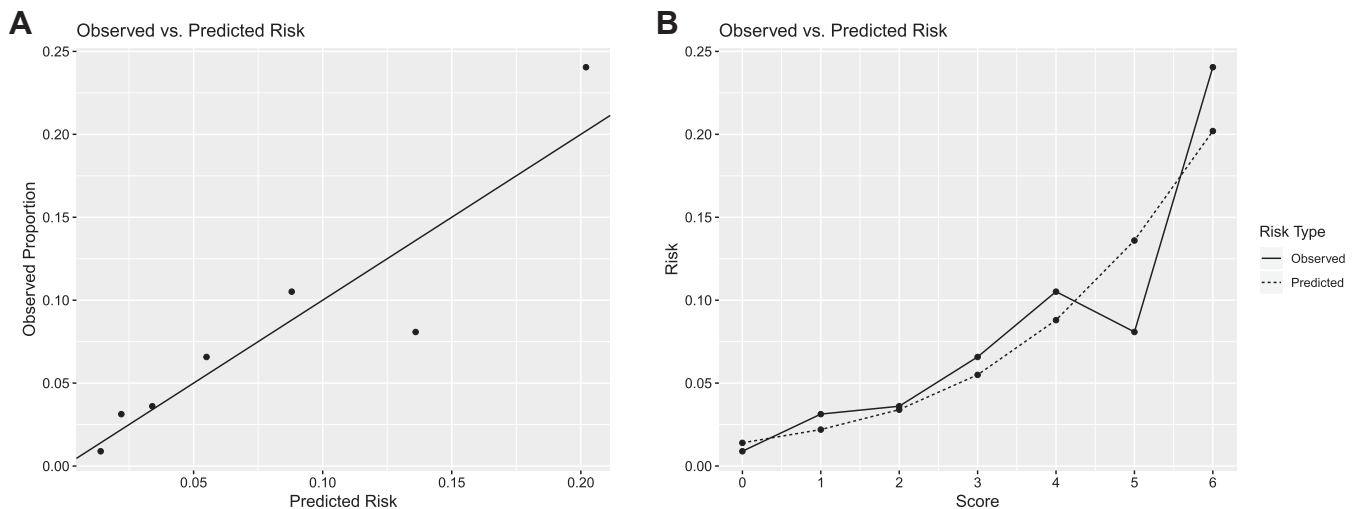 A
Observed vs. Predicted Risk
0.25
0.20
0.15
0.10
0.05
0.00
Observed Proportion
0.05 0.10 0.15 0.20
Predicted Risk
B
Observed vs. Predicted Risk
0.25
0.20
0.15
0.10
0.05
0.00
Risk
0 1 2 3 4 5 6
Score
Risk Type
Observed
Predicted